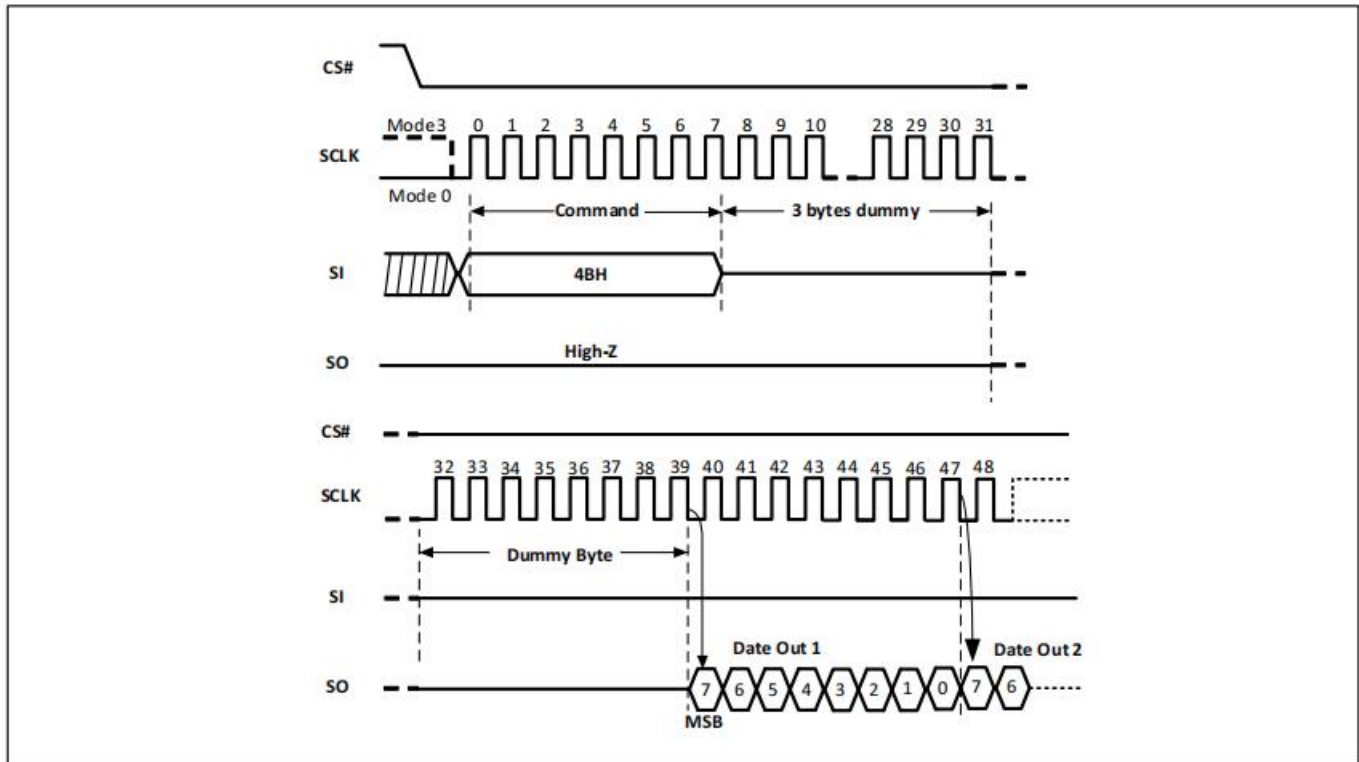 CS#
Mode3 0 1 2 3 4 5 6 7 8 9 10 28 29 30 31
SCLK
Mode 0
Command 3 bytes dummy
SI 4BH
High-Z
SO
CS#
32 33 34 35 36 37 38 39 40 41 42 43 44 45 46 47 48
SCLK
Dummy Byte
SI
Date Out 1 Date Out 2
SO 7 6 5 4 3 2 1 0 7 6
MSB